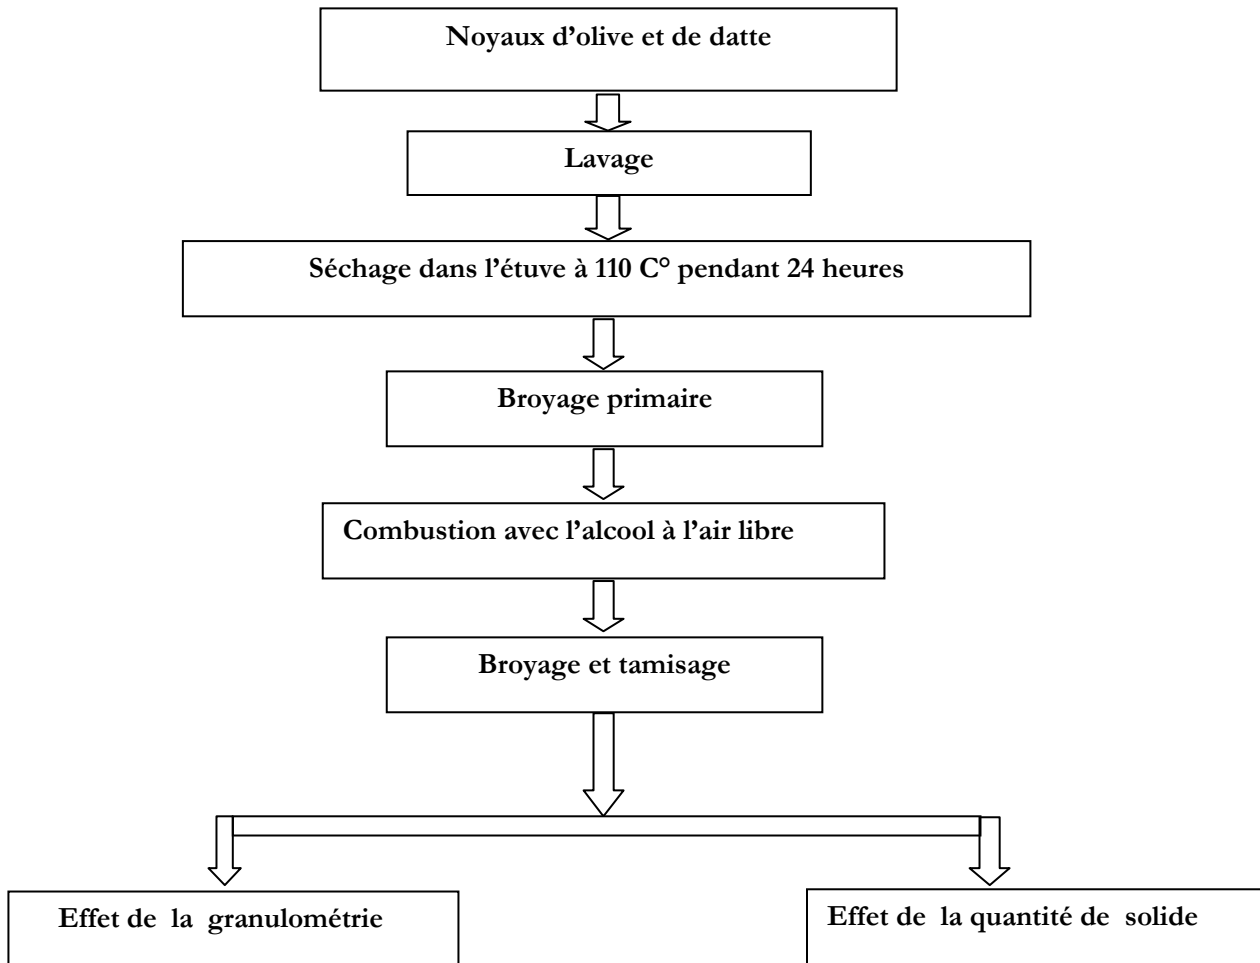 Noyaux d’olive et de datte
Lavage
Séchage dans l’étuve à 110 C° pendant 24 heures
Broyage primaire
Combustion avec l’alcool à l’air libre
Broyage et tamisage
Effet de la granulométrie
Effet de la quantité de solide